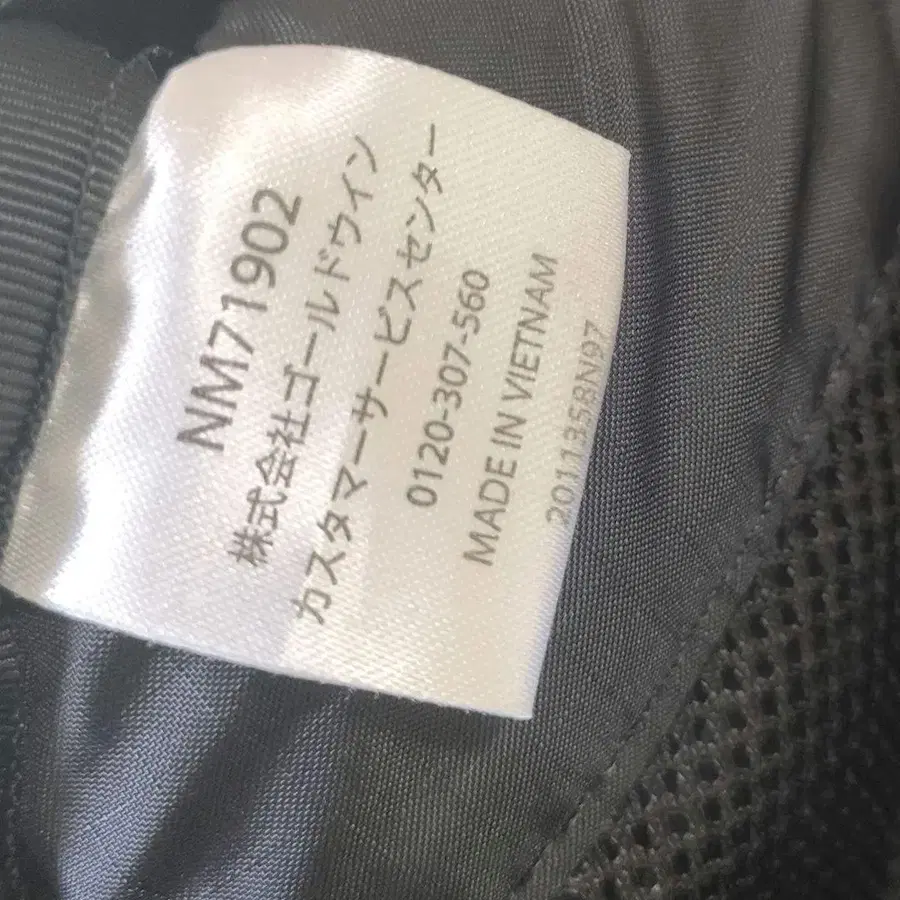 NM71902
株式会社ゴールドウイン
カスタマーサービスセンター
0120-307-560
MADE IN VIETNAM
201135BN97